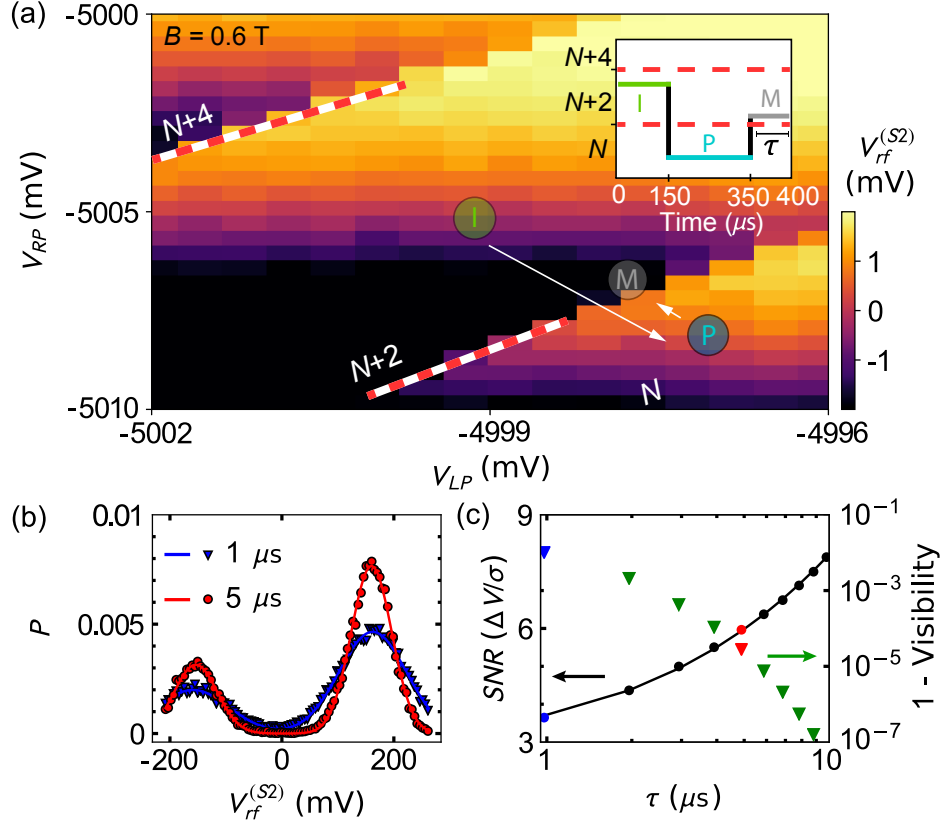 (a)
-5000
-5005
-5010
V_RP (mV)
B = 0.6 T
N+4
N+2
N
I
M
P
-5002
-4999
-4996
V_LP (mV)
N+4
N+2
N
I
P
M
τ
0
150
350
400
Time (μs)
V_rf^(S2)
(mV)
1
0
-1
(b)
0.01
0.005
0
P
1 μs
5 μs
-200
0
200
V_rf^(S2) (mV)
(c)
9
6
3
SNR (ΔV/σ)
10^-1
10^-3
10^-5
10^-7
1 - Visibility
1
10
τ (μs)